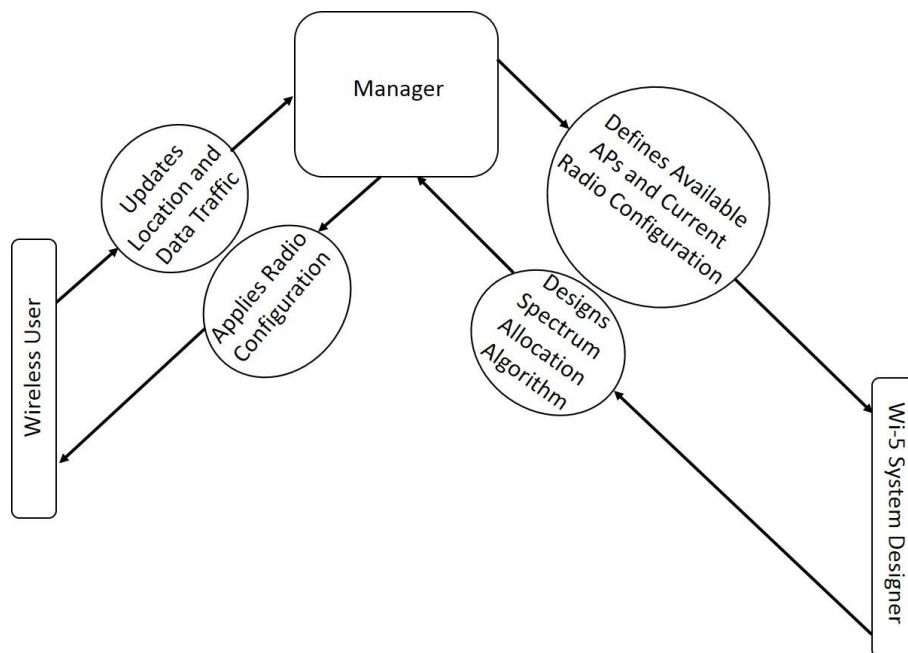 Manager
Updates
Location and
Data Traffic
Defines Available
APs and Current
Radio Configuration
Applies Radio
Configuration
Designs
Spectrum
Allocation
Algorithm
Wireless User
Wi-5 System Designer